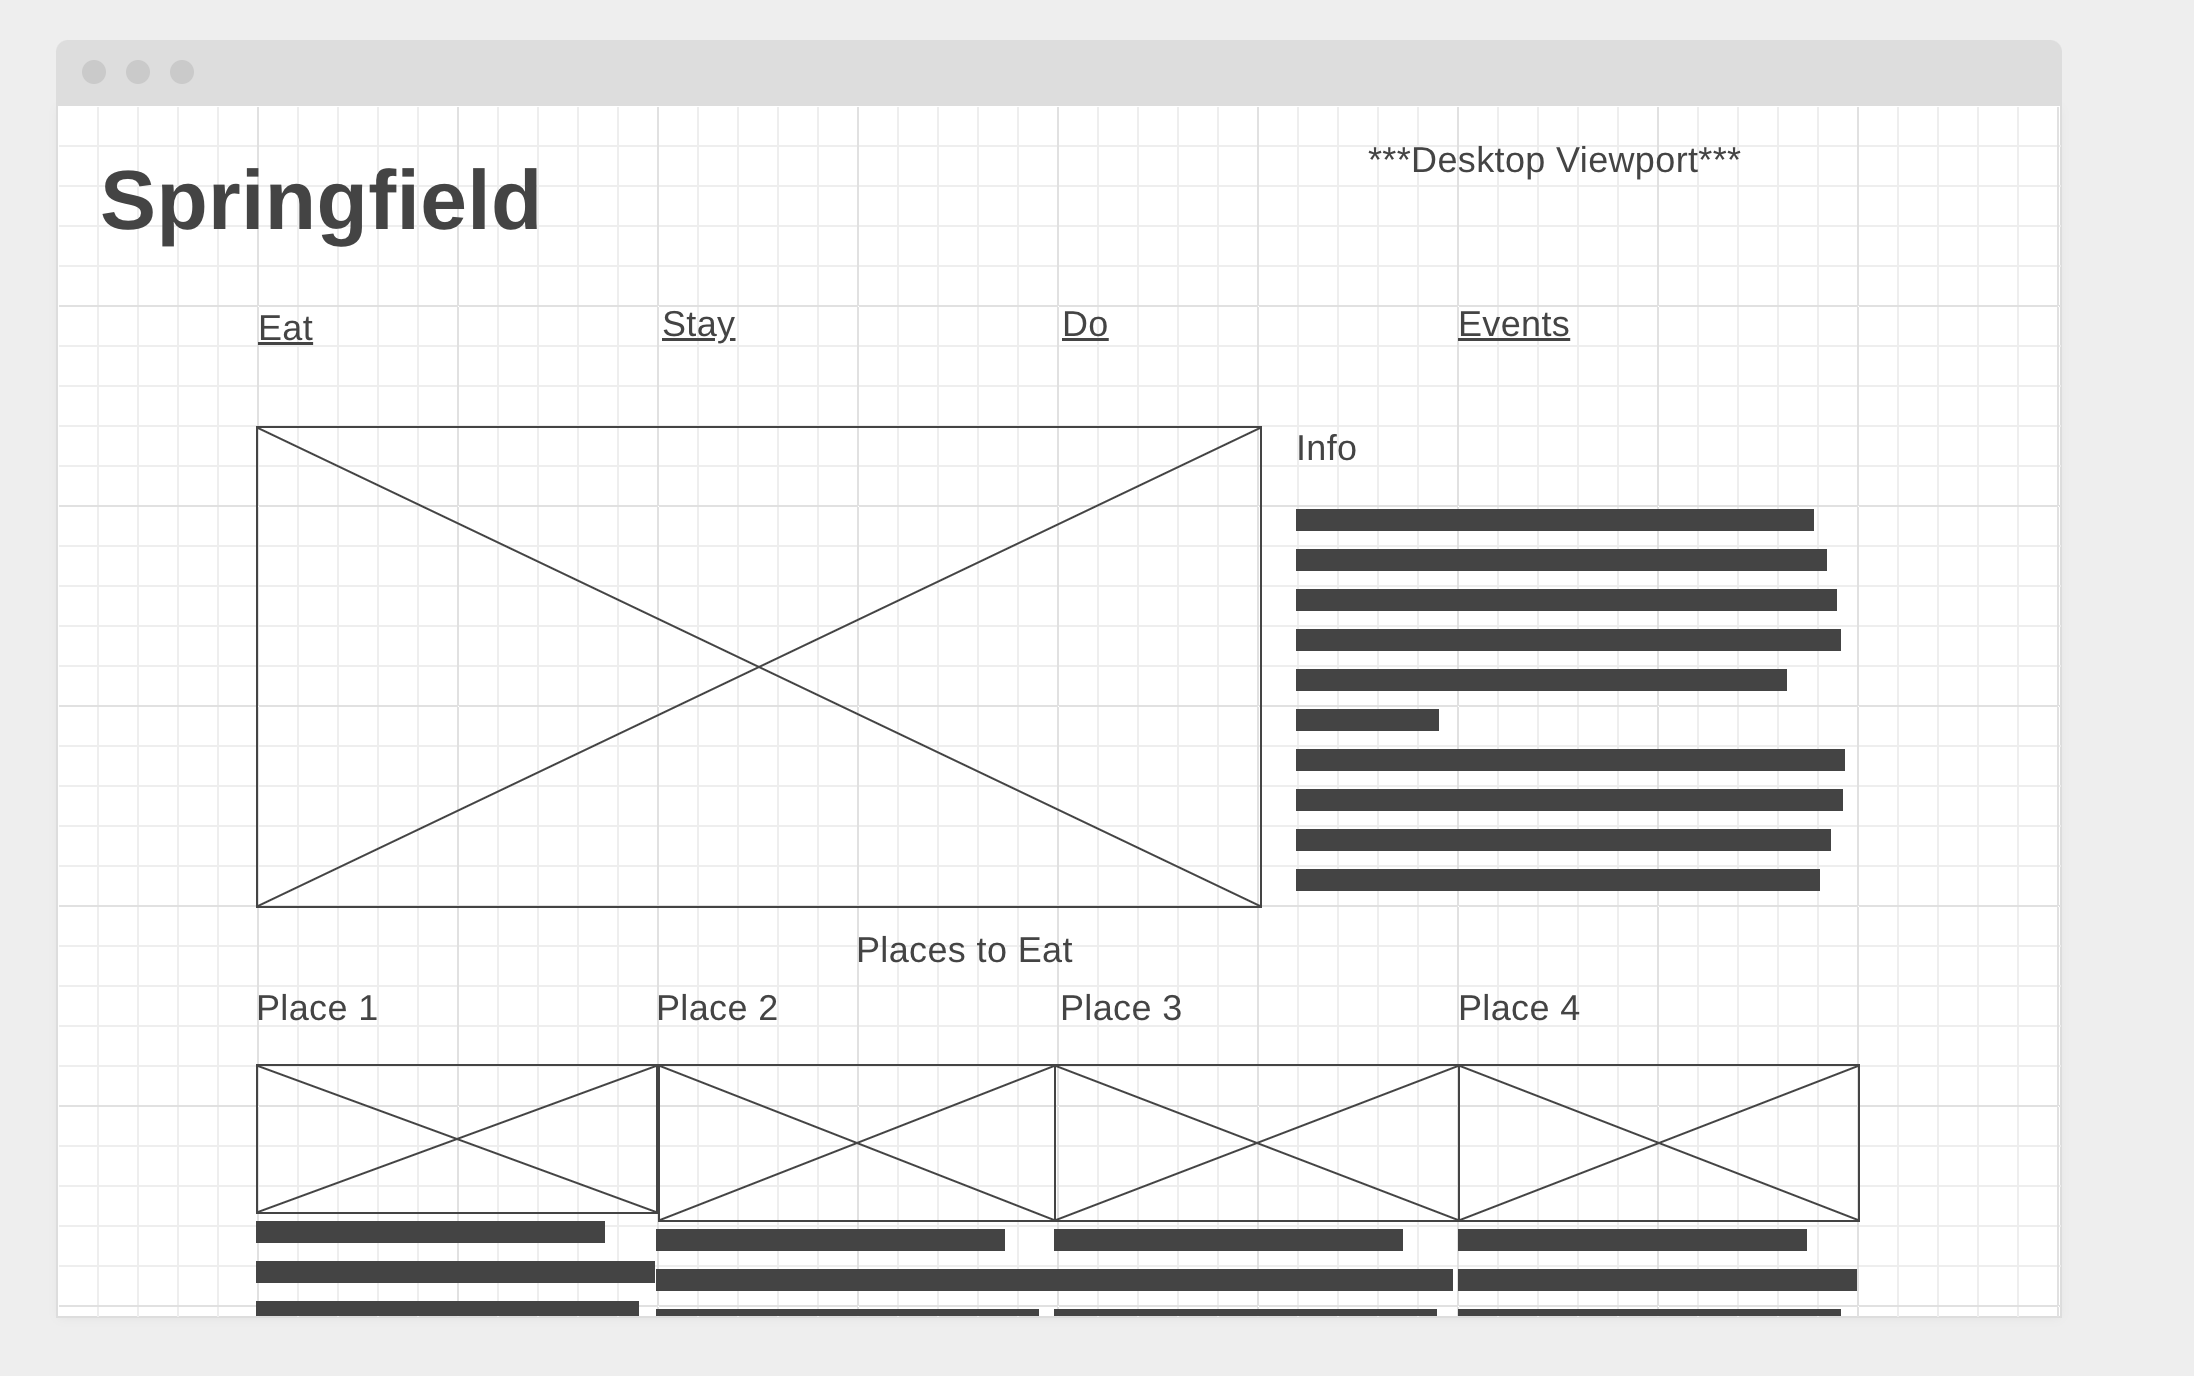 ***Desktop Viewport***
Springfield
Eat Stay Do Events
Info
Places to Eat
Place 1 Place 2 Place 3 Place 4